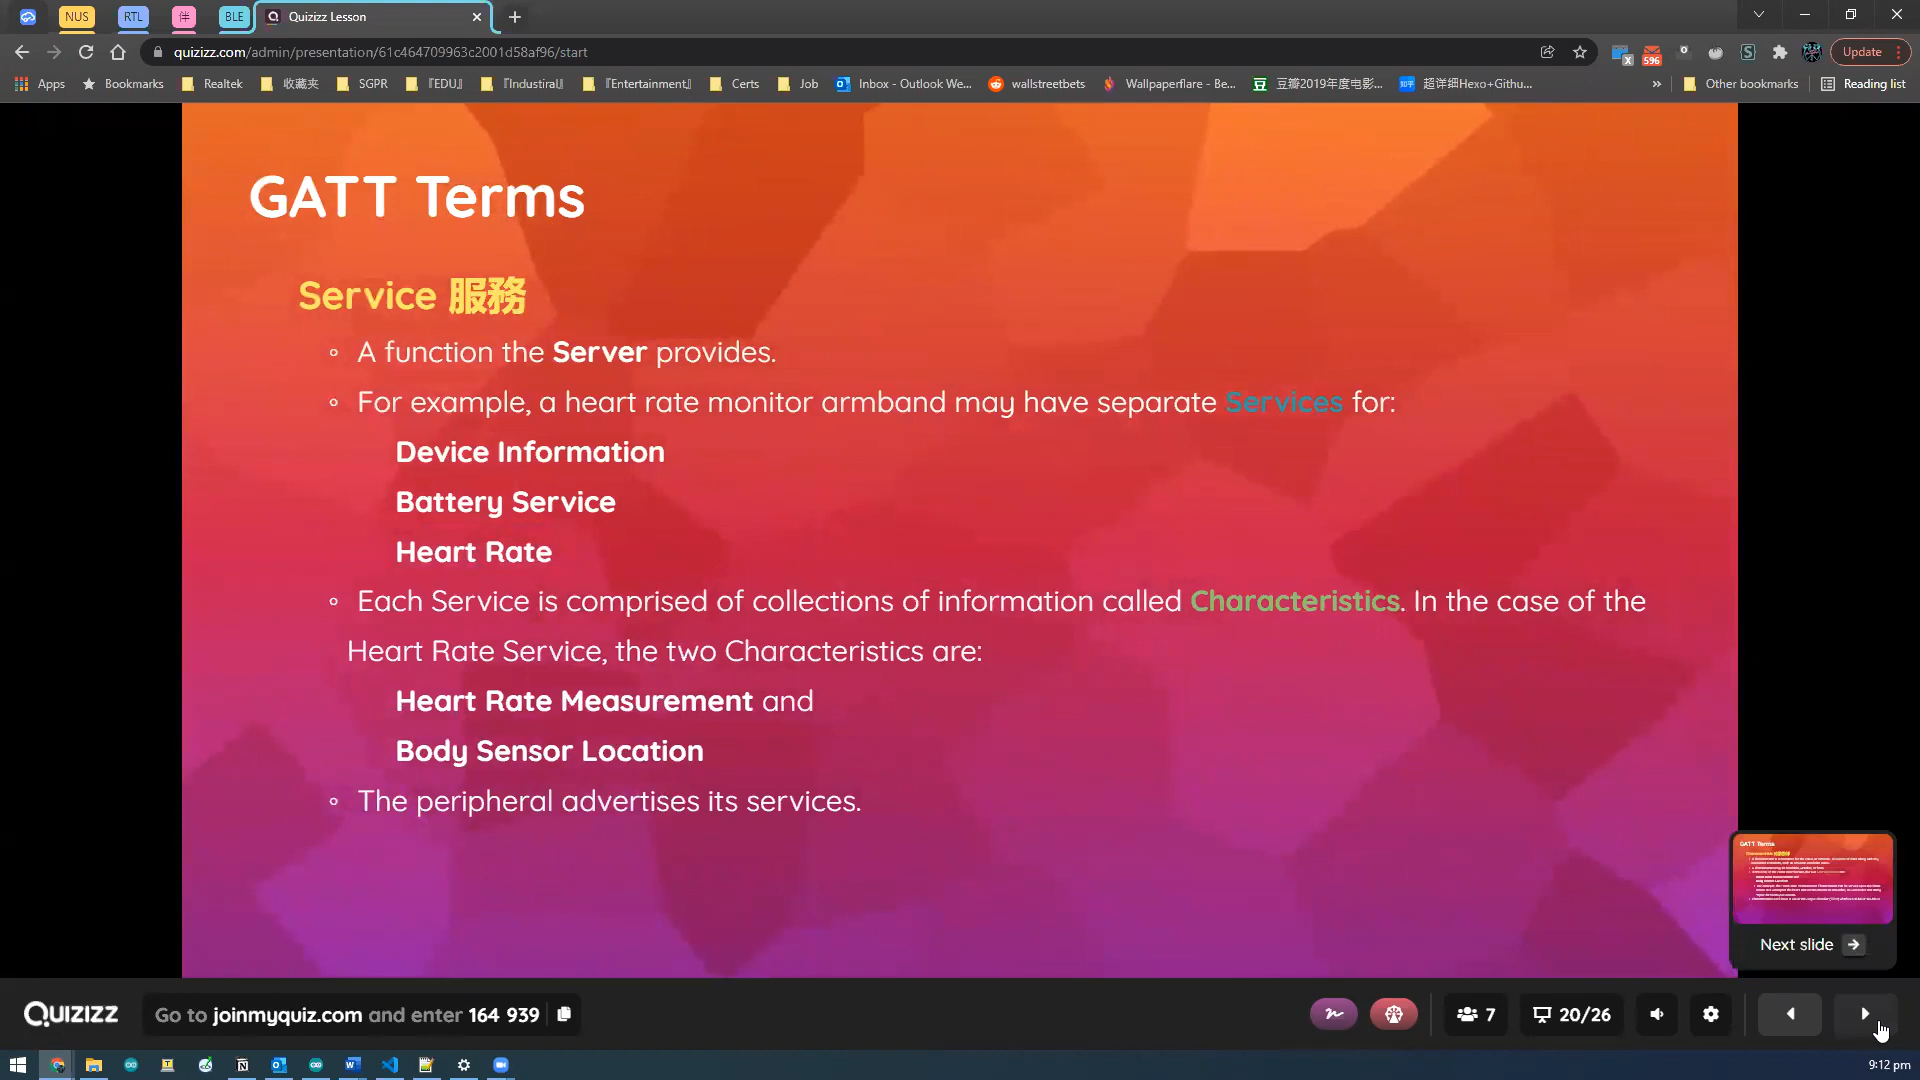 NUS
RTL
伴
BLE
Quizizz Lesson
quizizz.com/admin/presentation/61c464709963c2001d58af96/start
596
Update
Apps
Bookmarks
Realtek
收藏夹
SGPR
『EDU』
『Industiral』
『Entertainment』
Certs
Job
Inbox - Outlook We...
wallstreetbets
Wallpaperflare - Be...
豆瓣2019年度电影...
超详细Hexo+Githu...
»
Other bookmarks
Reading list
GATT Terms
Service 服務
A function the Server provides.
For example, a heart rate monitor armband may have separate Services for:
Device Information
Battery Service
Heart Rate
Each Service is comprised of collections of information called Characteristics. In the case of the
Heart Rate Service, the two Characteristics are:
Heart Rate Measurement and
Body Sensor Location
The peripheral advertises its services.
GATT Terms
Next slide
Quizizz
Go to joinmyquiz.com and enter 164 939
7
20/26
9:12 pm